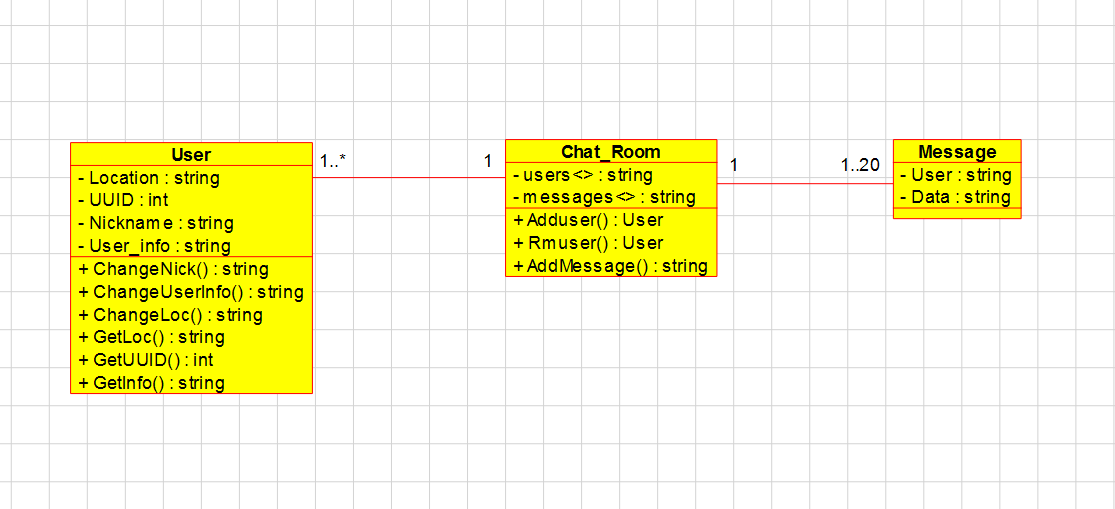 User
- Location : string
- UUID : int
- Nickname : string
- User_info : string
+ ChangeNick() : string
+ ChangeUserInfo() : string
+ ChangeLoc() : string
+ GetLoc() : string
+ GetUUID() : int
+ GetInfo() : string
1..*
1
Chat_Room
- users<> : string
- messages<> : string
+ Adduser() : User
+ Rmuser() : User
+ AddMessage() : string
1
1..20
Message
- User : string
- Data : string